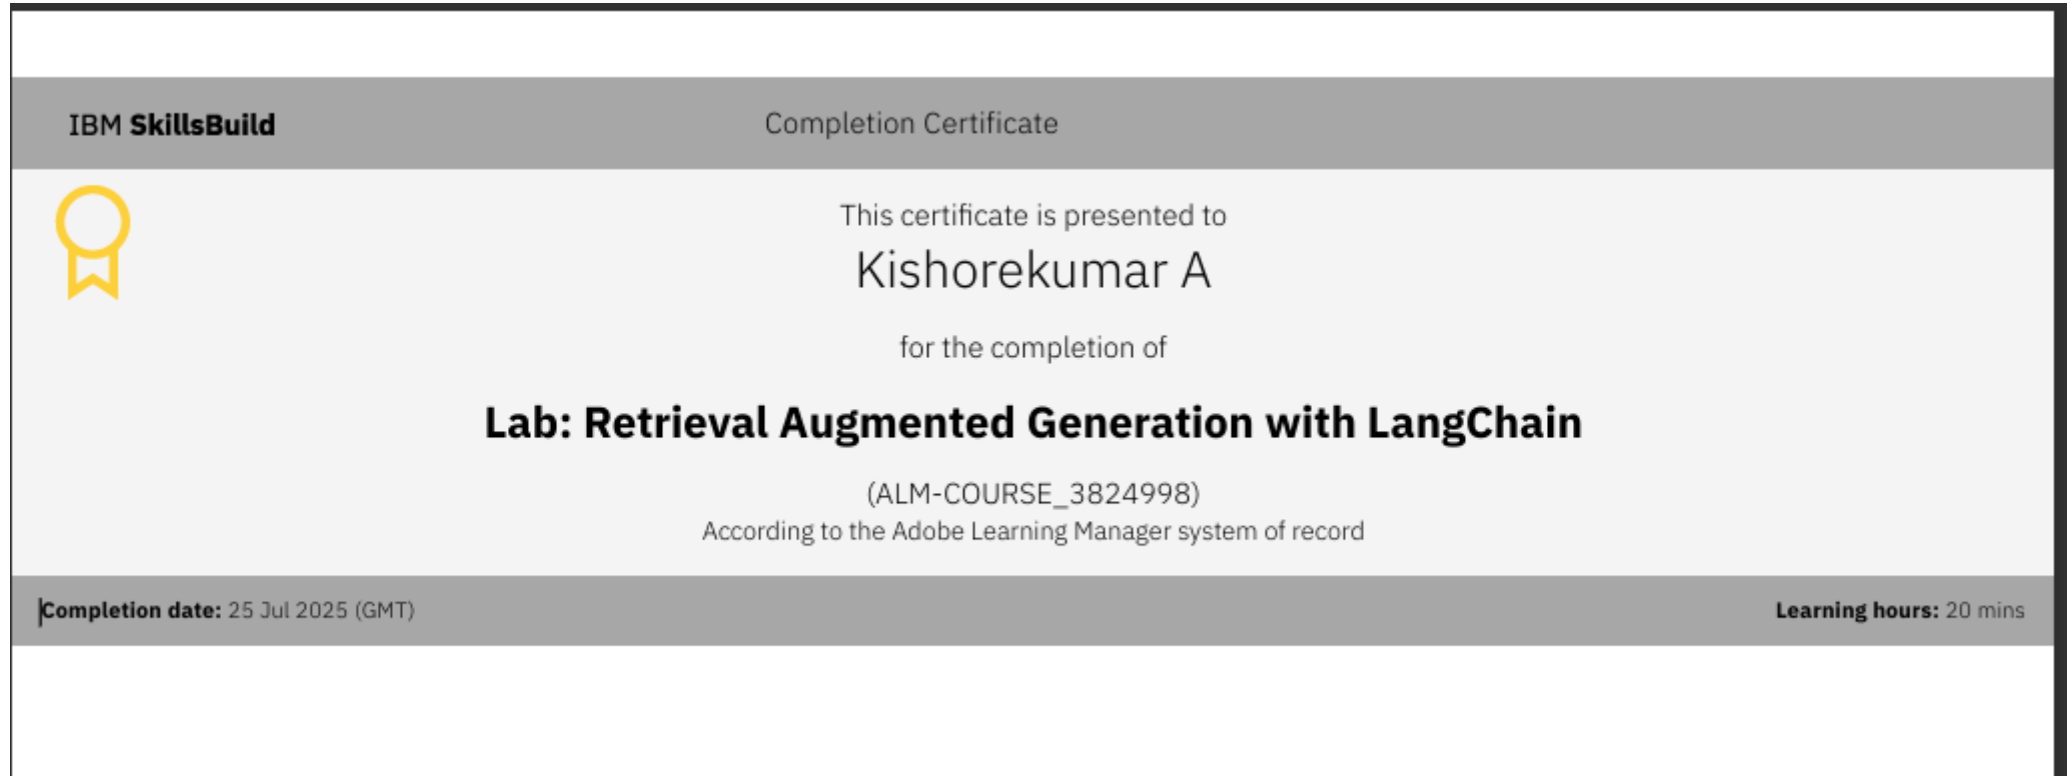 IBM SkillsBuild
Completion Certificate
This certificate is presented to
Kishorekumar A
for the completion of
Lab: Retrieval Augmented Generation with LangChain
(ALM-COURSE_3824998)
According to the Adobe Learning Manager system of record
Completion date: 25 Jul 2025 (GMT)
Learning hours: 20 mins